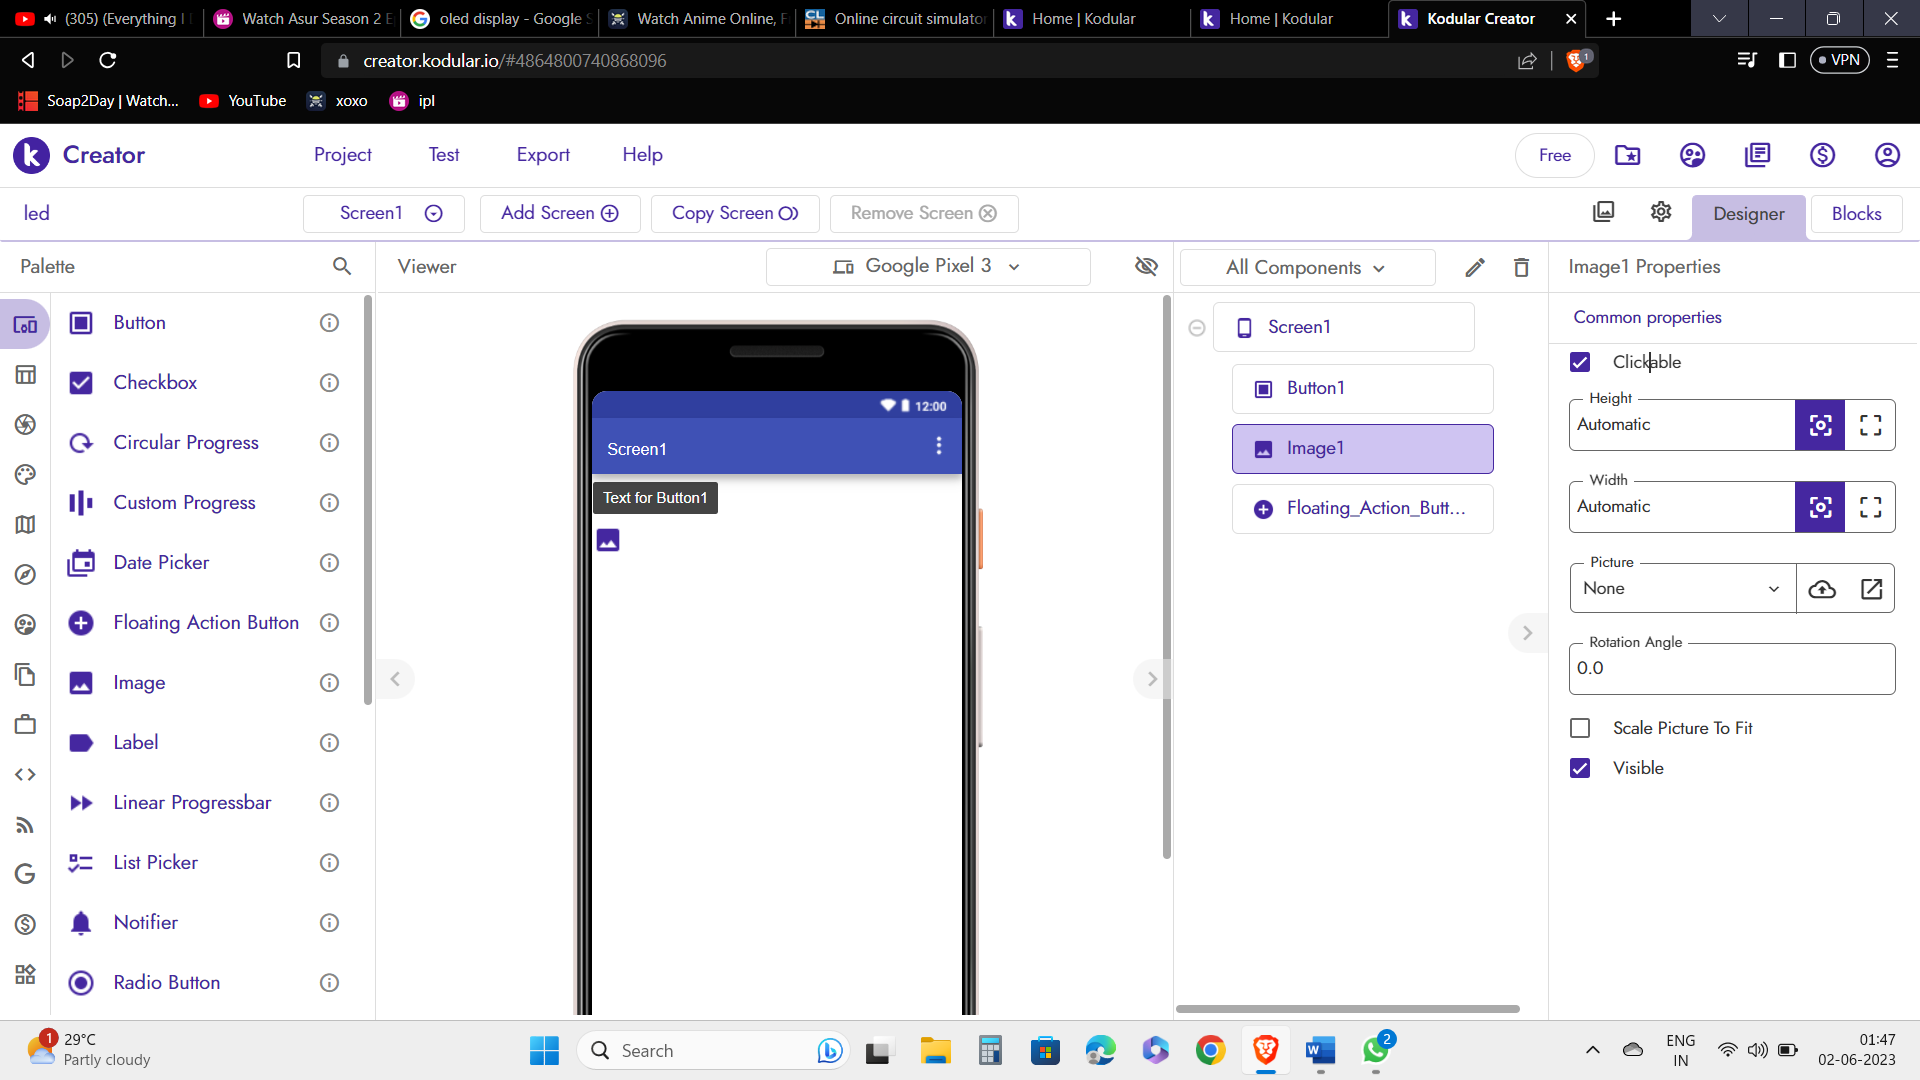 (305) (Everything I
Watch Asur Season 2 E
oled display - Google S
Watch Anime Online, F
Online circuit simulator
Home | Kodular
Home | Kodular
Kodular Creator
creator.kodular.io/#4864800740868096
1
VPN
Soap2Day | Watch...
YouTube
xoxo
ipl
k
Creator
Project
Test
Export
Help
Free
led
Screen1
Add Screen
Copy Screen
Remove Screen
Designer
Blocks
Palette
Viewer
Google Pixel 3
All Components
Image1 Properties
Button
Checkbox
Circular Progress
Custom Progress
Date Picker
Floating Action Button
Image
Label
Linear Progressbar
List Picker
Notifier
Radio Button
12:00
Screen1
Text for Button1
Screen1
Button1
Image1
Floating_Action_Butt...
Common properties
Clickable
Height
Automatic
Width
Automatic
Picture
None
Rotation Angle
0.0
Scale Picture To Fit
Visible
1
29°C
Partly cloudy
Search
2
ENG
IN
01:47
02-06-2023